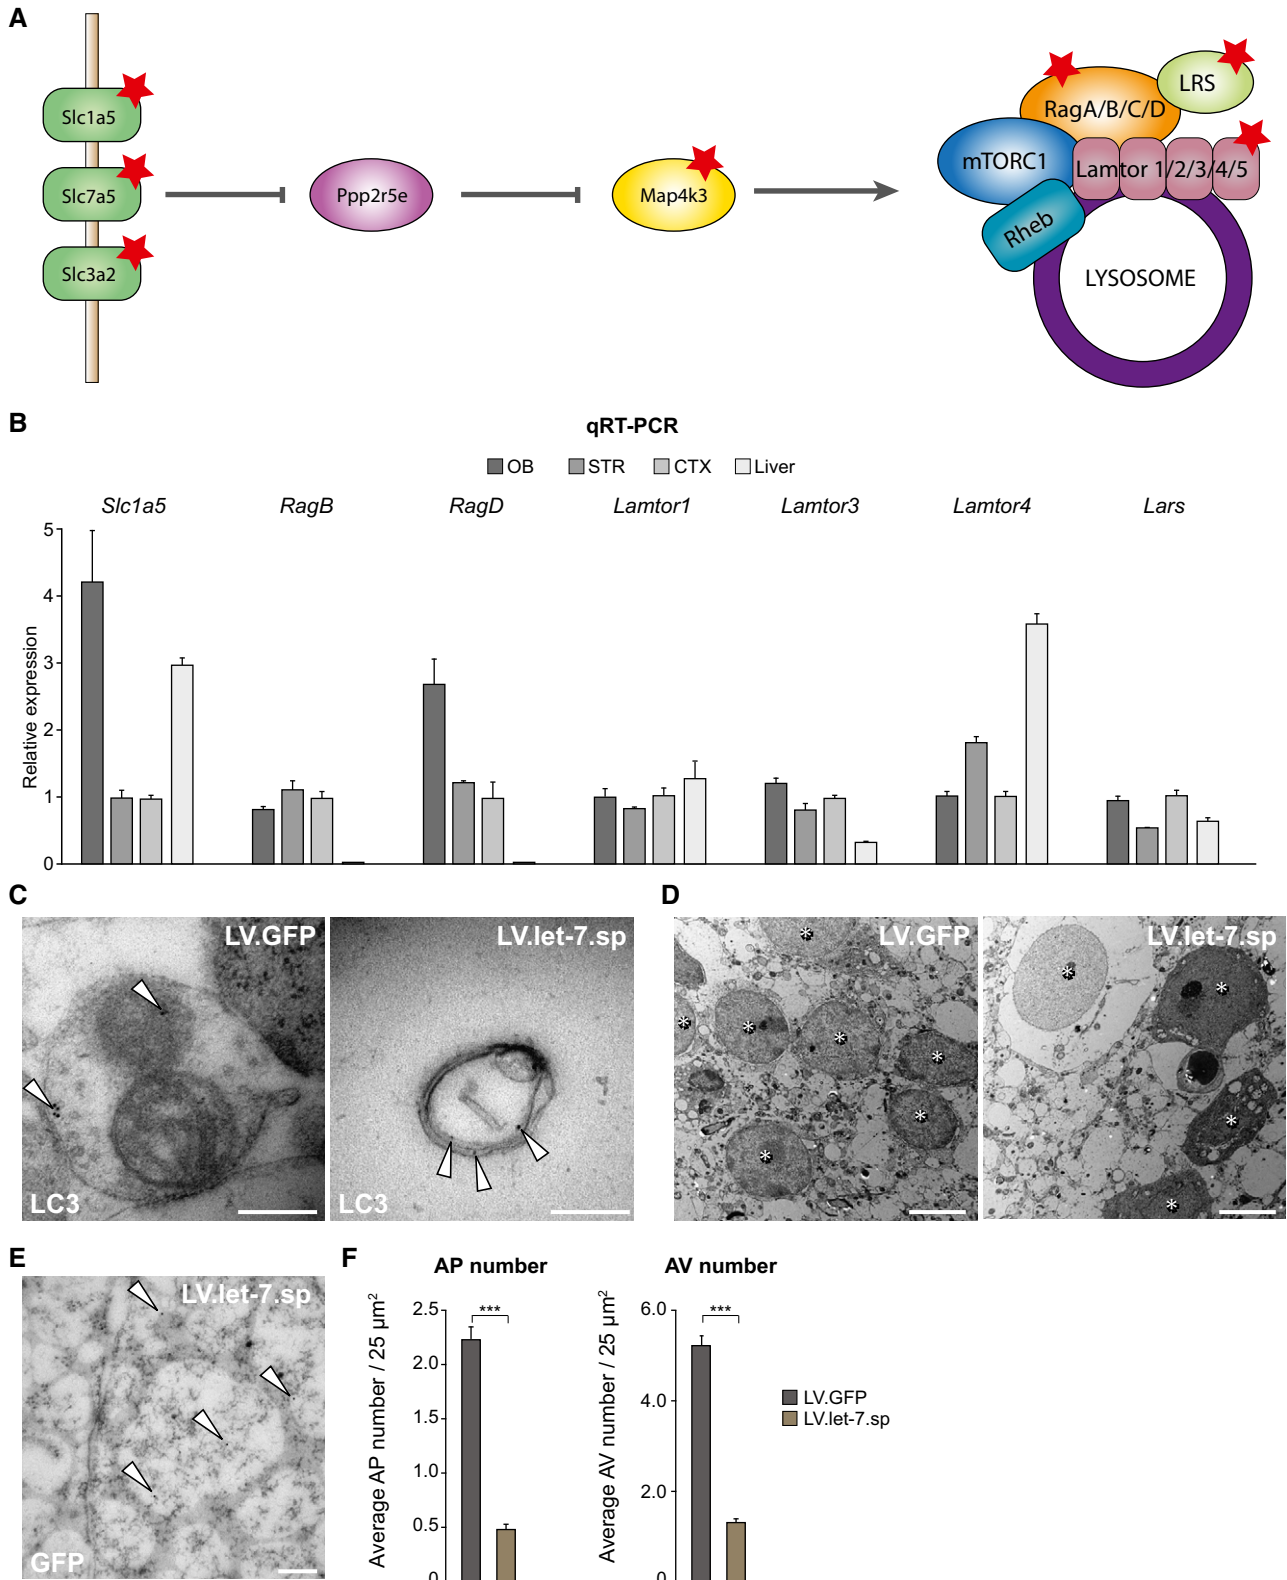 A
Slc1a5
Slc7a5
Slc3a2
Ppp2r5e
Map4k3
mTORC1
RagA/B/C/D
LRS
Lamtor 1/2/3/4/5
Rheb
LYSOSOME
B
qRT-PCR
OB STR CTX Liver
Slc1a5 RagB RagD Lamtor1 Lamtor3 Lamtor4 Lars
Relative expression
5
4
3
2
1
0
C
LV.GFP
LC3
LV.let-7.sp
LC3
D
LV.GFP
* * * * * * *
LV.let-7.sp
* * * * *
E
LV.let-7.sp
GFP
F
AP number
Average AP number / 25 µm²
2.5
2.0
1.5
1.0
0.5
0
***
AV number
Average AV number / 25 µm²
6.0
4.0
2.0
0
***
LV.GFP
LV.let-7.sp